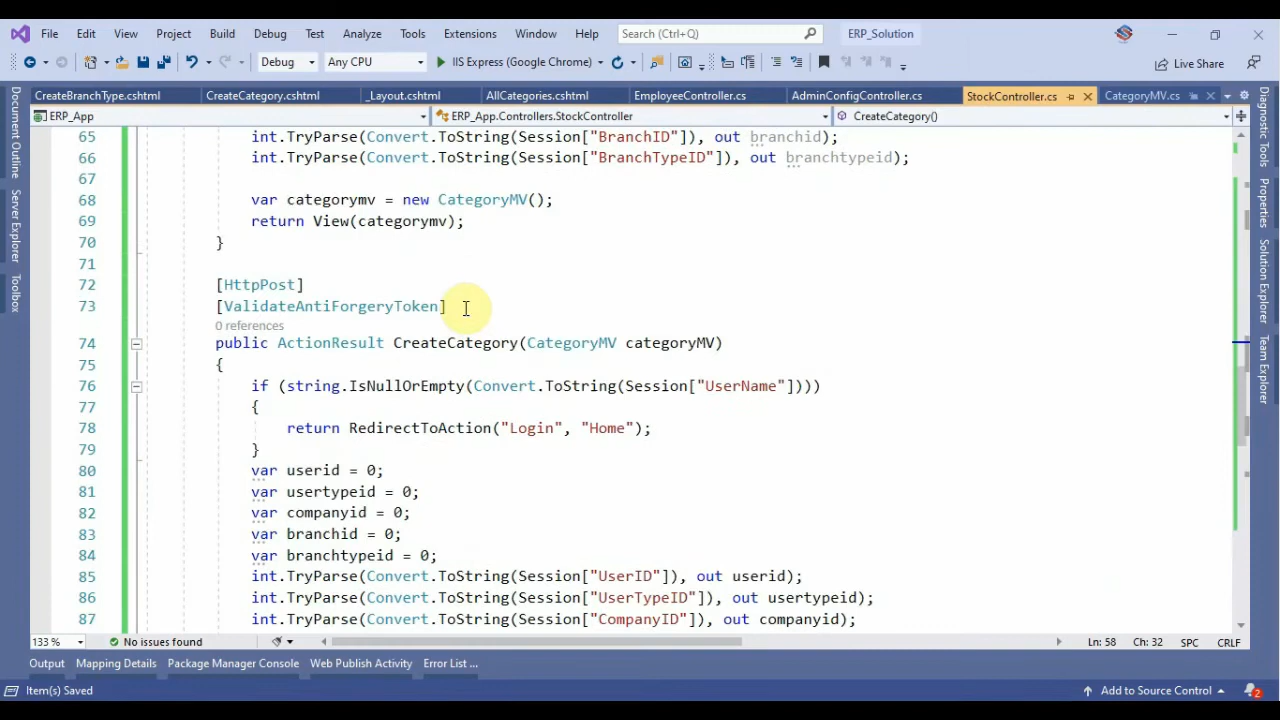 File Edit View Project Build Debug Test Analyze Tools Extensions Window Help Search (Ctrl+Q) ERP_Solution
Debug Any CPU IIS Express (Google Chrome) Live Share
CreateBranchType.cshtml CreateCategory.cshtml _Layout.cshtml AllCategories.cshtml EmployeeController.cs AdminConfigController.cs StockController.cs CategoryMV.cs
ERP_App ERP_App.Controllers.StockController CreateCategory()
Document Outline
Server Explorer
Toolbox
65 int.TryParse(Convert.ToString(Session["BranchID"]), out branchid);
66 int.TryParse(Convert.ToString(Session["BranchTypeID"]), out branchtypeid);
67
68 var categorymv = new CategoryMV();
69 return View(categorymv);
70 }
71
72 [HttpPost]
73 [ValidateAntiForgeryToken]
0 references
74 public ActionResult CreateCategory(CategoryMV categoryMV)
75 {
76 if (string.IsNullOrEmpty(Convert.ToString(Session["UserName"])))
77 {
78 return RedirectToAction("Login", "Home");
79 }
80 var userid = 0;
81 var usertypeid = 0;
82 var companyid = 0;
83 var branchid = 0;
84 var branchtypeid = 0;
85 int.TryParse(Convert.ToString(Session["UserID"]), out userid);
86 int.TryParse(Convert.ToString(Session["UserTypeID"]), out usertypeid);
87 int.TryParse(Convert.ToString(Session["CompanyID"]), out companyid);
Diagnostic Tools
Properties
Solution Explorer
Team Explorer
133 % No issues found Ln: 58 Ch: 32 SPC CRLF
Output Mapping Details Package Manager Console Web Publish Activity Error List ...
Item(s) Saved Add to Source Control 2